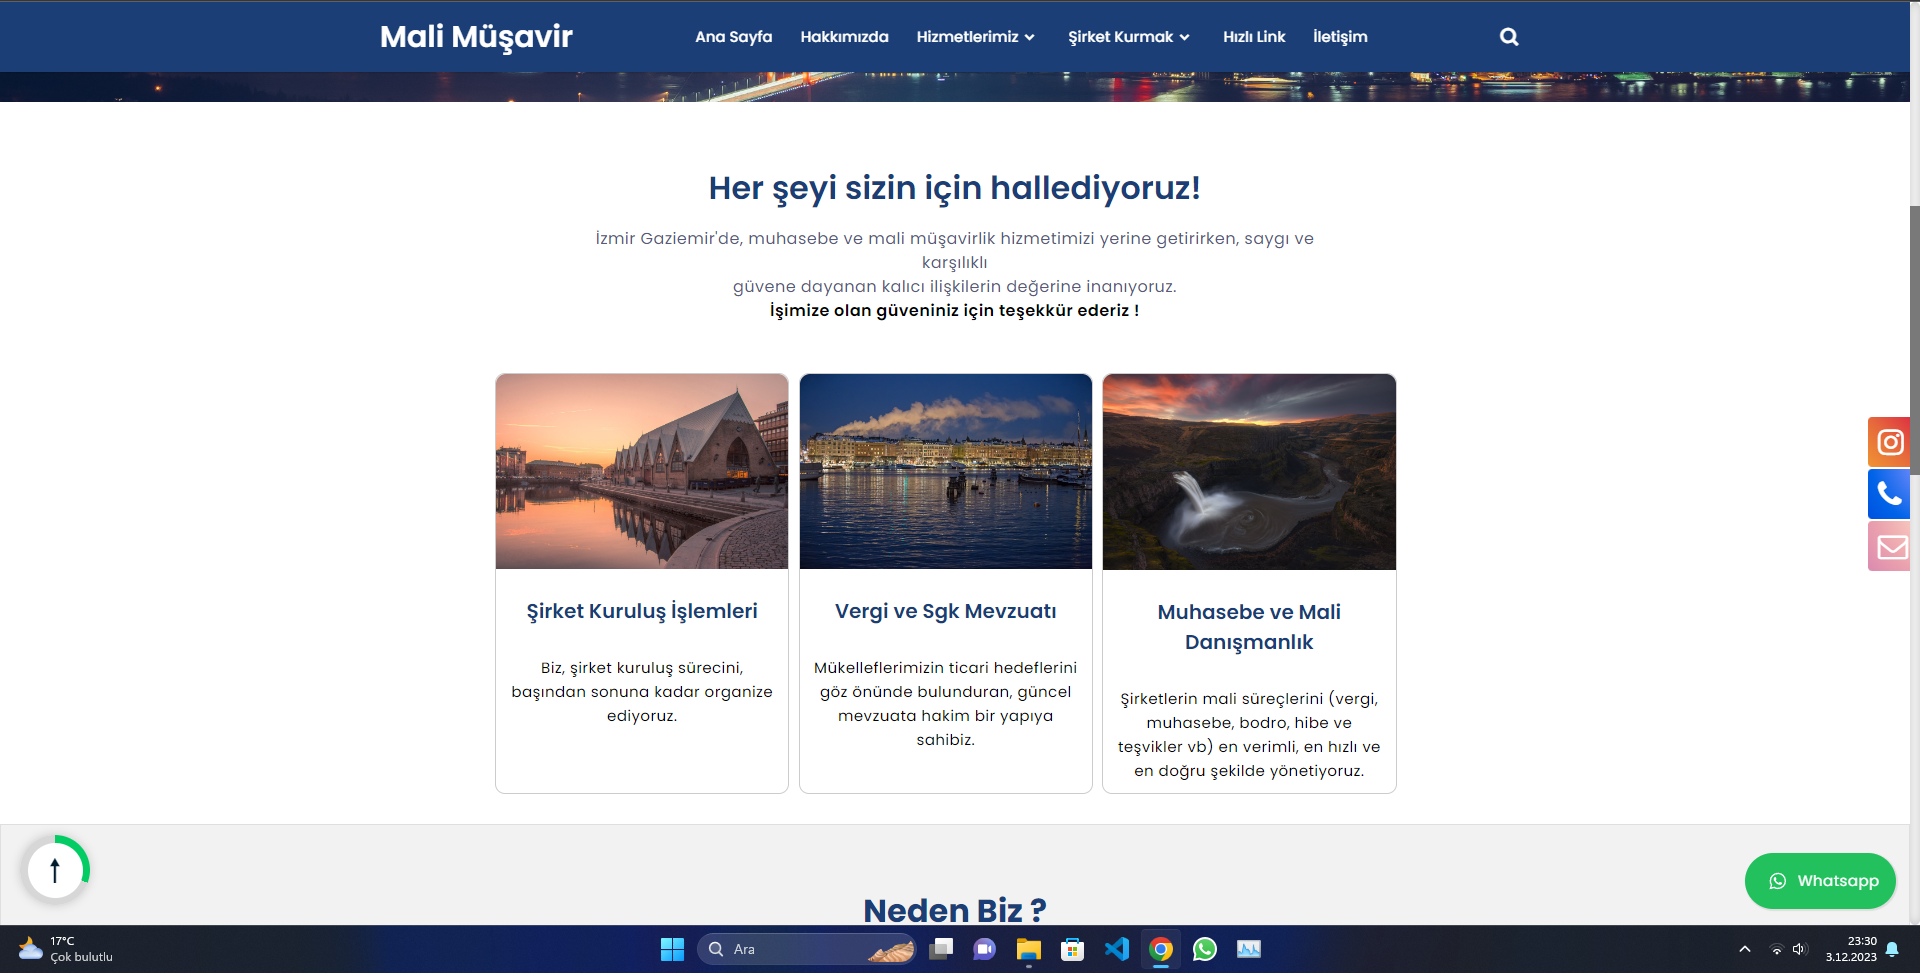 Mali Müşavir
Ana Sayfa Hakkımızda Hizmetlerimiz Şirket Kurmak Hızlı Link İletişim
Her şeyi sizin için hallediyoruz!
İzmir Gaziemir'de, muhasebe ve mali müşavirlik hizmetimizi yerine getirirken, saygı ve
karşılıklı
güvene dayanan kalıcı ilişkilerin değerine inanıyoruz.
İşimize olan güveniniz için teşekkür ederiz !
Şirket Kuruluş İşlemleri
Biz, şirket kuruluş sürecini,
başından sonuna kadar organize
ediyoruz.
Vergi ve Sgk Mevzuatı
Mükelleflerimizin ticari hedeflerini
göz önünde bulunduran, güncel
mevzuata hakim bir yapıya
sahibiz.
Muhasebe ve Mali
Danışmanlık
Şirketlerin mali süreçlerini (vergi,
muhasebe, bodro, hibe ve
teşvikler vb) en verimli, en hızlı ve
en doğru şekilde yönetiyoruz.
Whatsapp
Neden Biz ?
17°C
Çok bulutlu
Ara
23:30
3.12.2023